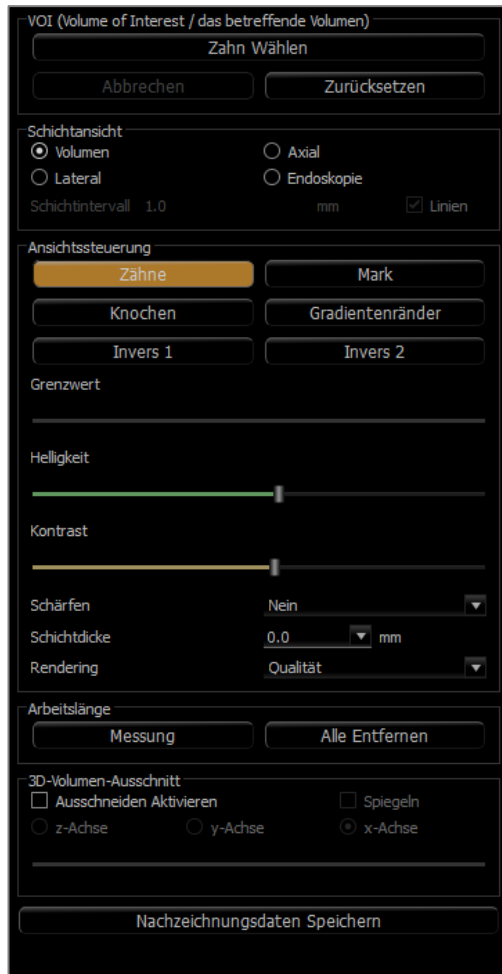 VOI (Volume of Interest / das betreffende Volumen)
Zahn Wählen
Abbrechen Zurücksetzen
Schichtansicht
Volumen Axial
Lateral Endoskopie
Schichtintervall 1.0 mm Linien
Ansichtssteuerung
Zähne Mark
Knochen Gradientenränder
Invers 1 Invers 2
Grenzwert
Helligkeit
Kontrast
Schärfen Nein
Schichtdicke 0.0 mm
Rendering Qualität
Arbeitslänge
Messung Alle Entfernen
3D-Volumen-Ausschnitt
Ausschneiden Aktivieren Spiegeln
z-Achse y-Achse x-Achse
Nachzeichnungsdaten Speichern